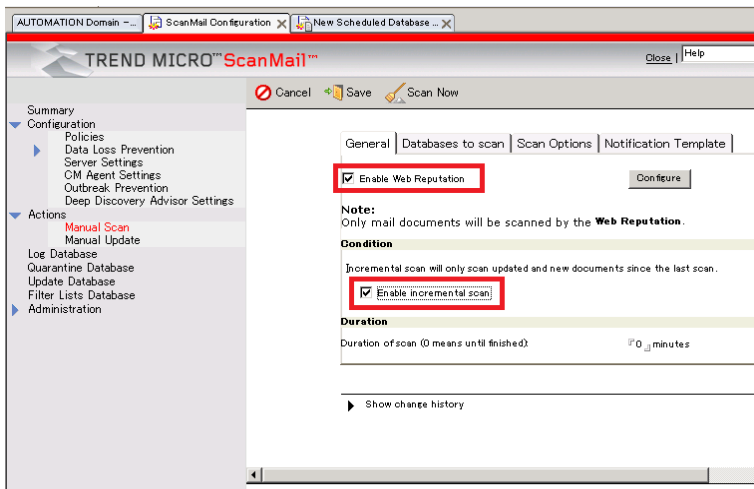 AUTOMATION Domain -...
ScanMail Configuration
New Scheduled Database ...
TREND MICRO™ ScanMail™
Close | Help
Cancel Save Scan Now
Summary
Configuration
Policies
Data Loss Prevention
Server Settings
CM Agent Settings
Outbreak Prevention
Deep Discovery Advisor Settings
Actions
Manual Scan
Manual Update
Log Database
Quarantine Database
Update Database
Filter Lists Database
Administration
General | Databases to scan | Scan Options | Notification Template |
Enable Web Reputation
Configure
Note:
Only mail documents will be scanned by the Web Reputation.
Condition
Incremental scan will only scan updated and new documents since the last scan.
Enable incremental scan
Duration
Duration of scan (0 means until finished):
0 minutes
Show change history